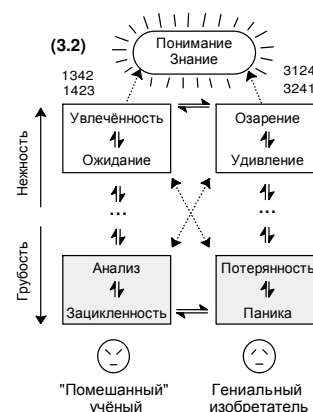 (3.2)
Понимание
Знание
1342
1423
3124
3241
Увлечённость
Ожидание
Озарение
Удивление
Нежность
...
...
Грубость
Анализ
Зацикленность
Потерянность
Паника
"Помешанный"
учёный
Гениальный
изобретатель